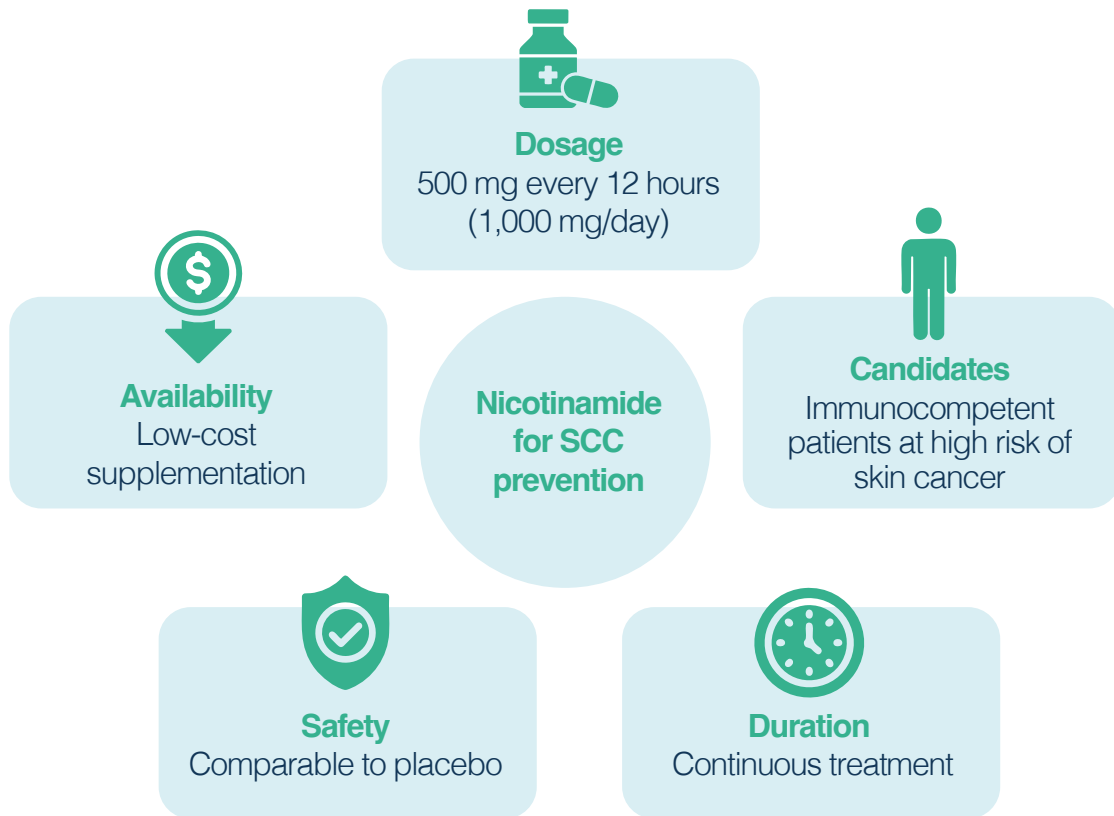 Dosage
500 mg every 12 hours
(1,000 mg/day)
$
Availability
Low-cost
supplementation
Nicotinamide
for SCC
prevention
Candidates
Immunocompetent
patients at high risk of
skin cancer
Safety
Comparable to placebo
Duration
Continuous treatment